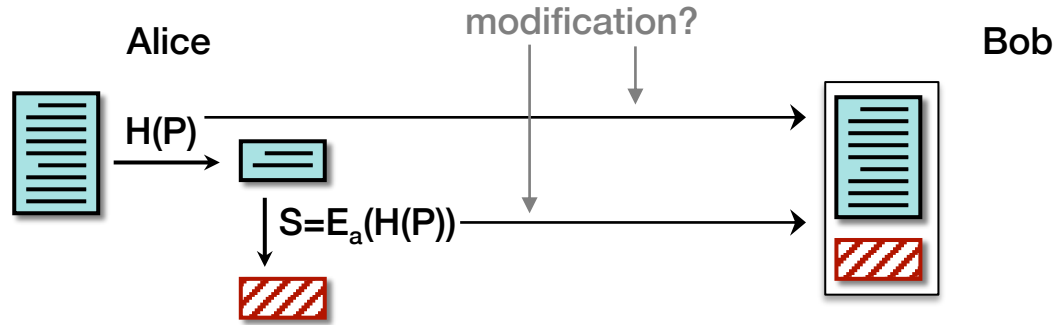 modification?
Alice
Bob
H(P)
S=Eₐ(H(P))